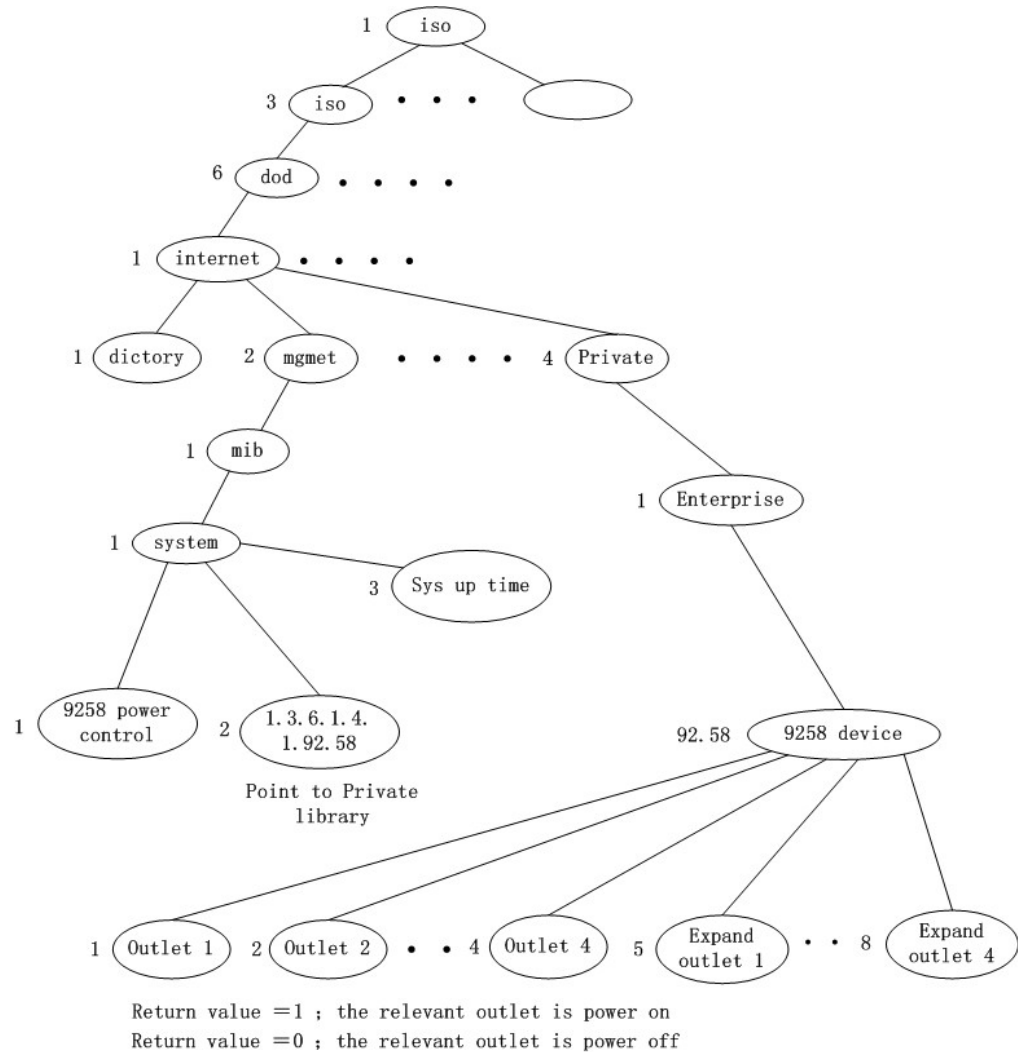 1 iso
3 iso
6 dod
1 internet
1 dictory 2 mgmet 4 Private
1 mib
1 Enterprise
1 system
3 Sys up time
1 9258 power
control
2 1.3.6.1.4.
1.92.58
Point to Private
library
92.58 9258 device
1 Outlet 1 2 Outlet 2 4 Outlet 4
5 Expand
outlet 1
8 Expand
outlet 4
Return value =1 ; the relevant outlet is power on
Return value =0 ; the relevant outlet is power off